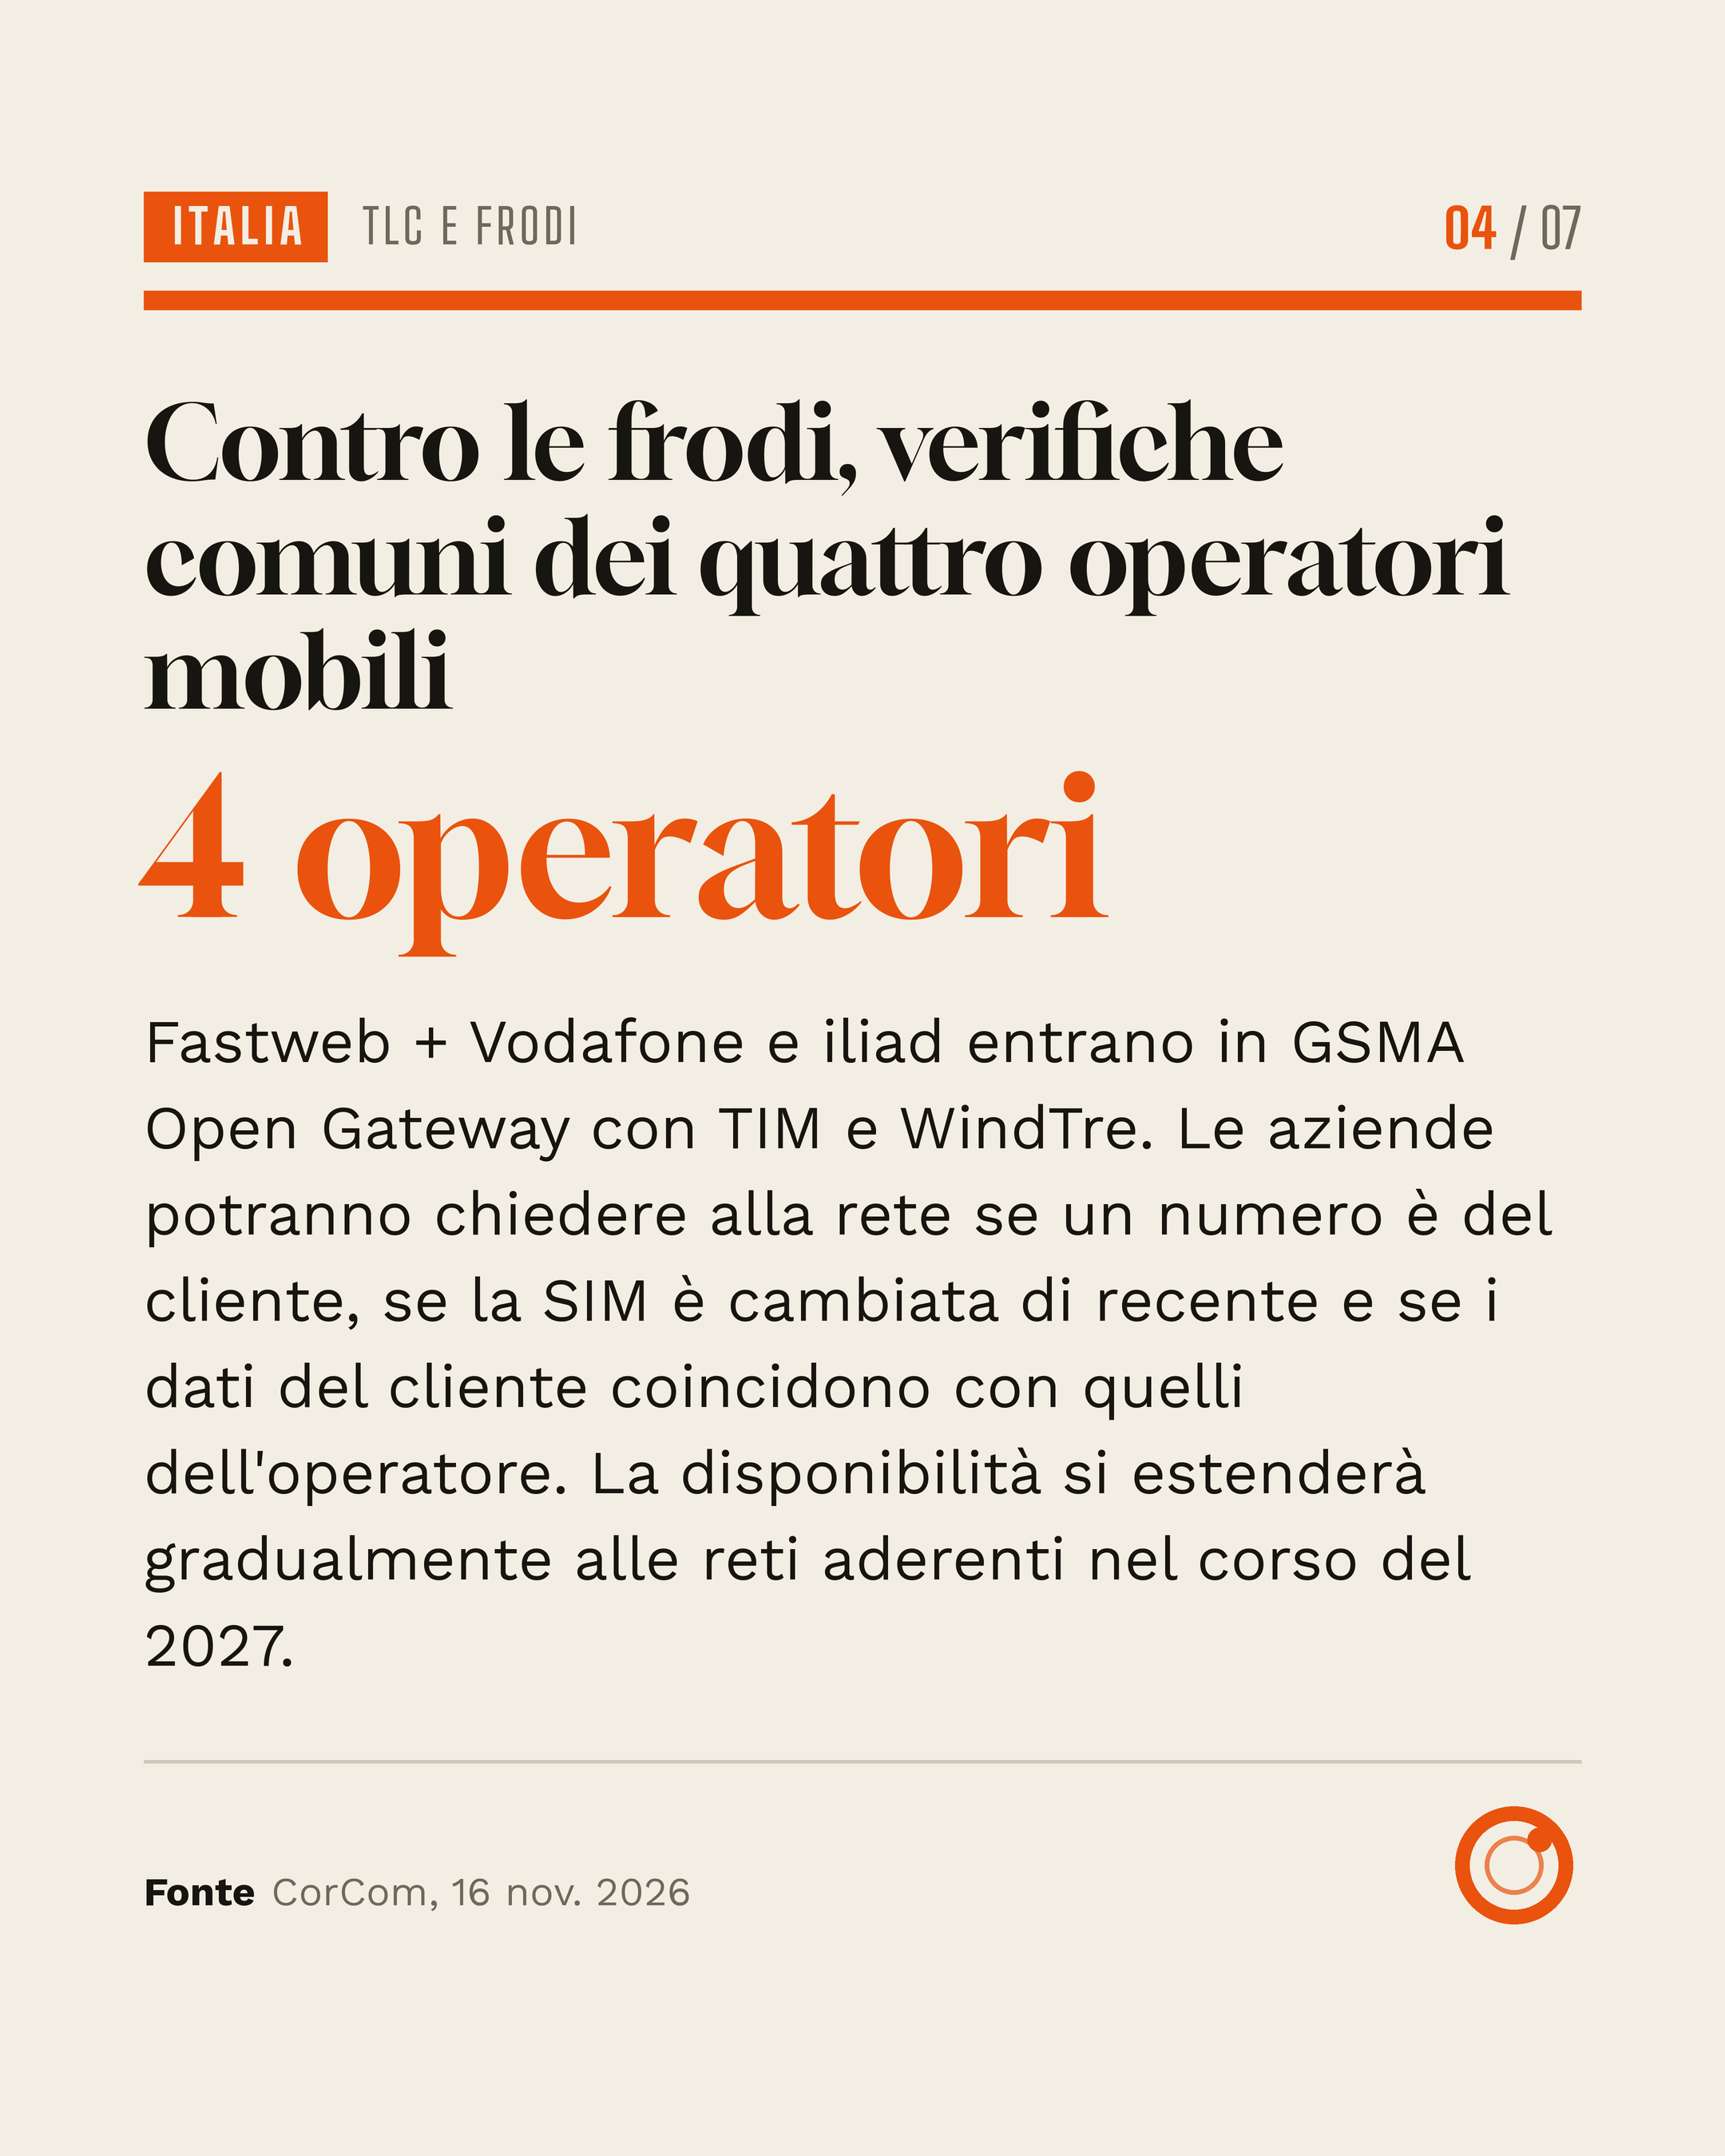 ITALIA TLC E FRODI 04 / 07
Contro le frodi, verifiche
comuni dei quattro operatori
mobili
4 operatori
Fastweb + Vodafone e iliad entrano in GSMA
Open Gateway con TIM e WindTre. Le aziende
potranno chiedere alla rete se un numero è del
cliente, se la SIM è cambiata di recente e se i
dati del cliente coincidono con quelli
dell'operatore. La disponibilità si estenderà
gradualmente alle reti aderenti nel corso del
2027.
Fonte CorCom, 16 nov. 2026